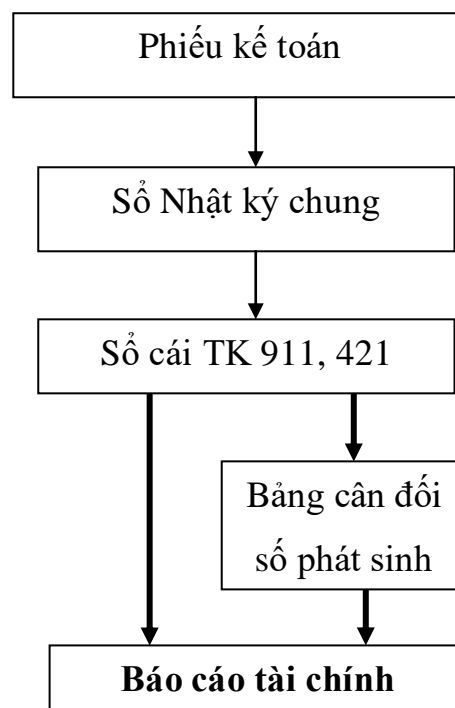 Phiếu kế toán
Sổ Nhật ký chung
Sổ cái TK 911, 421
Bảng cân đối
số phát sinh
Báo cáo tài chính